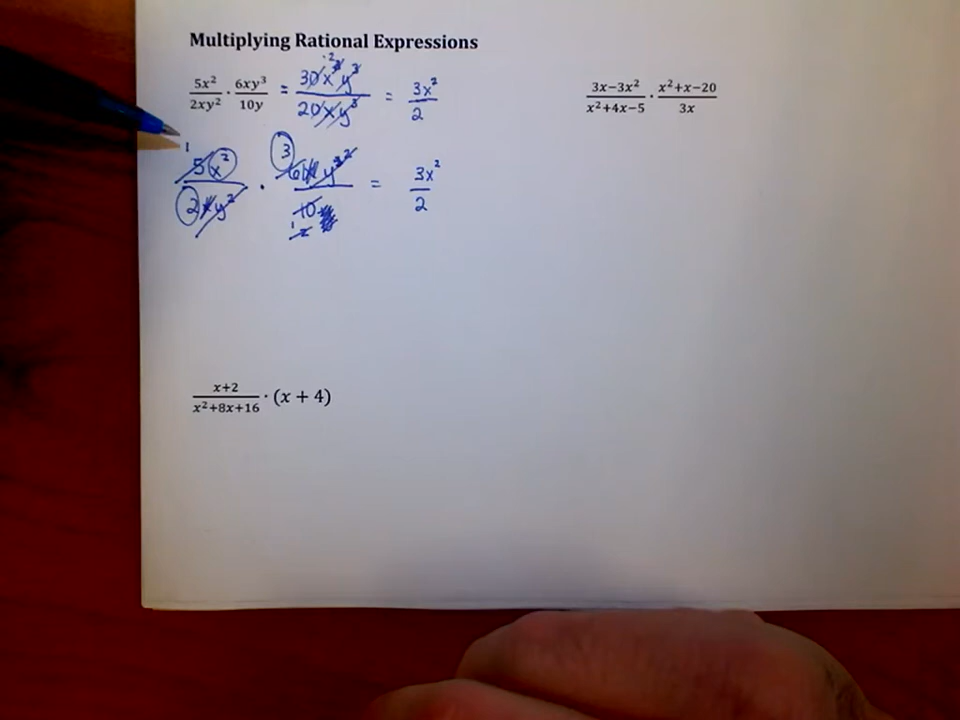 Multiplying Rational Expressions
5x²/2xy² · 6xy³/10y = 30x³y³/20xy³ = 3x²/2
3x−3x²/x²+4x−5 · x²+x−20/3x
5x²/2xy² · 6xy³/10y = 3x²/2
x+2/x²+8x+16 · (x + 4)